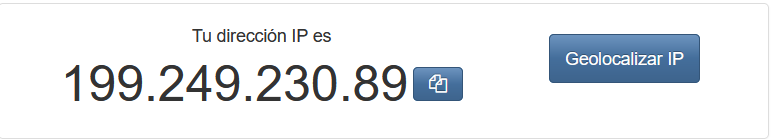 Tu dirección IP es
199.249.230.89
Geolocalizar IP